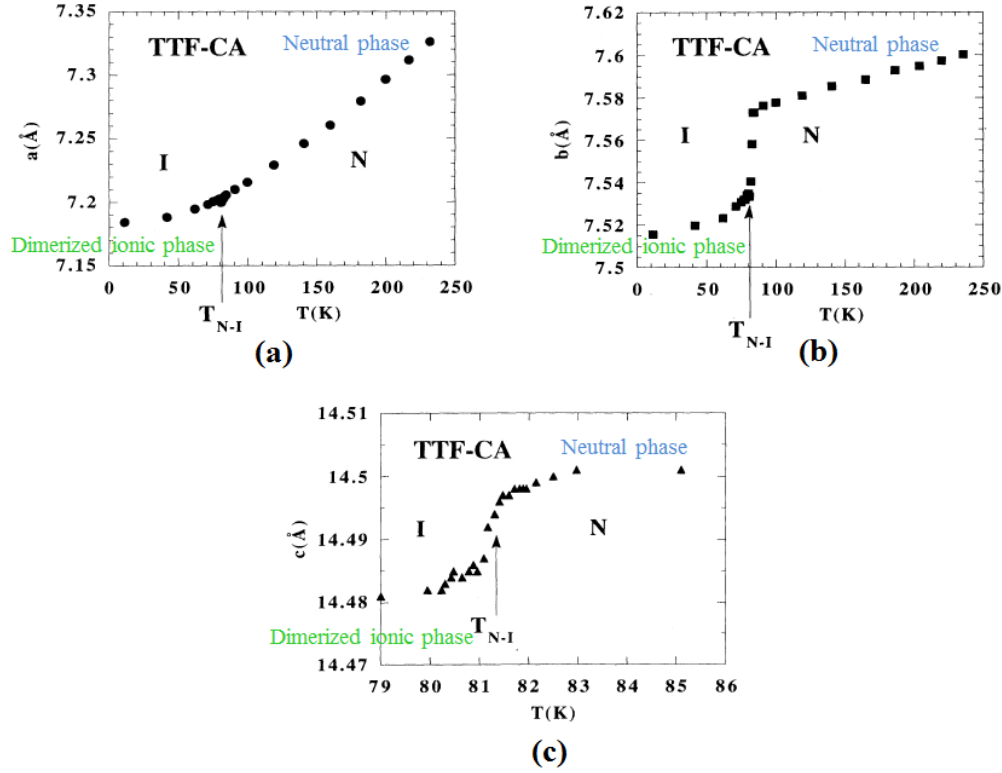 7.35
TTF-CA
Neutral phase
7.3
7.25
a(Å)
I
N
7.2
Dimerized ionic phase
7.15
0 50 100 150 200 250
T(K)
T_N-I
(a)
7.62
TTF-CA
Neutral phase
7.6
7.58
b(Å)
I
N
7.56
7.54
7.52
Dimerized ionic phase
7.5
0 50 100 150 200 250
T(K)
T_N-I
(b)
14.51
TTF-CA
Neutral phase
14.5
c(Å)
I
N
14.49
14.48
T_N-I
Dimerized ionic phase
14.47
79 80 81 82 83 84 85 86
T(K)
(c)